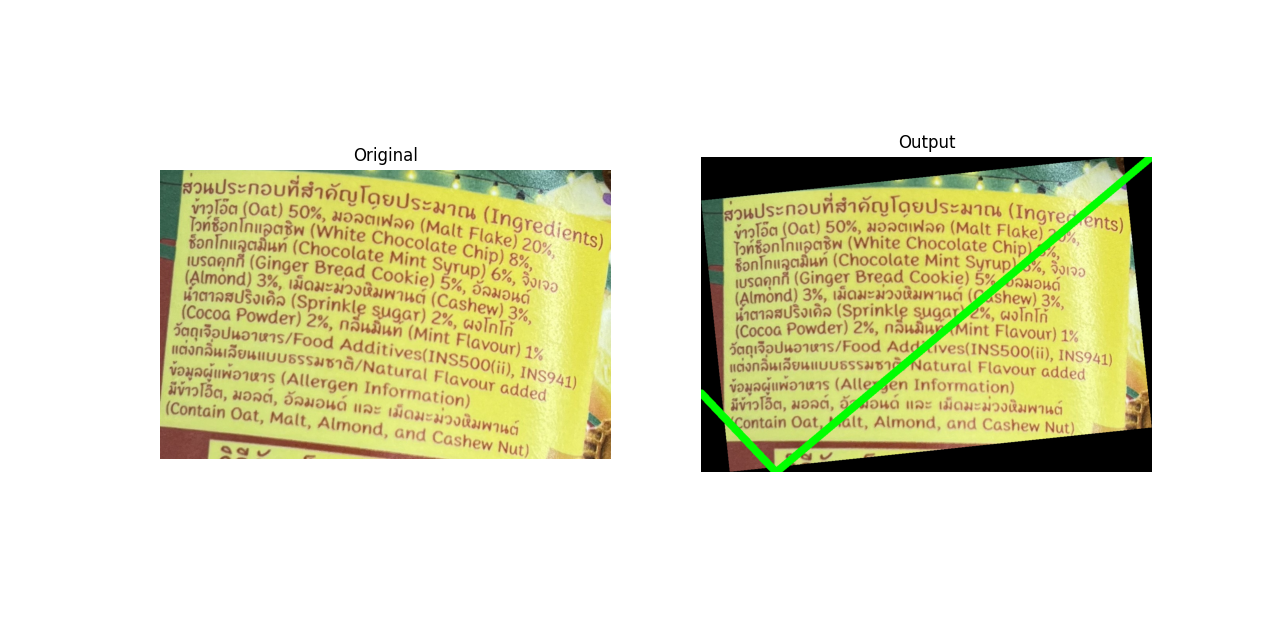 Original
ส่วนประกอบที่สำคัญโดยประมาณ (Ingredients)
ข้าวโอ๊ต (Oat) 50%, มอลต์เฟลค (Malt Flake) 20%,
ไวท์ช็อกโกแลตชิพ (White Chocolate Chip) 8%,
ช็อกโกแลตมิ้นท์ (Chocolate Mint Syrup) 6%, จิงเจอ
เบรดคุกกี้ (Ginger Bread Cookie) 5%, อัลมอนด์
(Almond) 3%, เม็ดมะม่วงหิมพานต์ (Cashew) 3%,
น้ำตาลสปริงเคิล (Sprinkle sugar) 2%, ผงโกโก้
(Cocoa Powder) 2%, กลิ่นมิ้นท์ (Mint Flavour) 1%
วัตถุเจือปนอาหาร/Food Additives(INS500(ii), INS941)
แต่งกลิ่นเลียนแบบธรรมชาติ/Natural Flavour added
ข้อมูลผู้แพ้อาหาร (Allergen Information)
มีข้าวโอ๊ต, มอลต์, อัลมอนด์ และ เม็ดมะม่วงหิมพานต์
(Contain Oat, Malt, Almond, and Cashew Nut)
Output
ส่วนประกอบที่สำคัญโดยประมาณ (Ingredients)
ข้าวโอ๊ต (Oat) 50%, มอลต์เฟลค (Malt Flake) 20%,
ไวท์ช็อกโกแลตชิพ (White Chocolate Chip) 8%,
ช็อกโกแลตมิ้นท์ (Chocolate Mint Syrup) 6%, จิงเจอ
เบรดคุกกี้ (Ginger Bread Cookie) 5%, อัลมอนด์
(Almond) 3%, เม็ดมะม่วงหิมพานต์ (Cashew) 3%,
น้ำตาลสปริงเคิล (Sprinkle sugar) 2%, ผงโกโก้
(Cocoa Powder) 2%, กลิ่นมิ้นท์ (Mint Flavour) 1%
วัตถุเจือปนอาหาร/Food Additives(INS500(ii), INS941)
แต่งกลิ่นเลียนแบบธรรมชาติ/Natural Flavour added
ข้อมูลผู้แพ้อาหาร (Allergen Information)
มีข้าวโอ๊ต, มอลต์, อัลมอนด์ และ เม็ดมะม่วงหิมพานต์
(Contain Oat, Malt, Almond, and Cashew Nut)